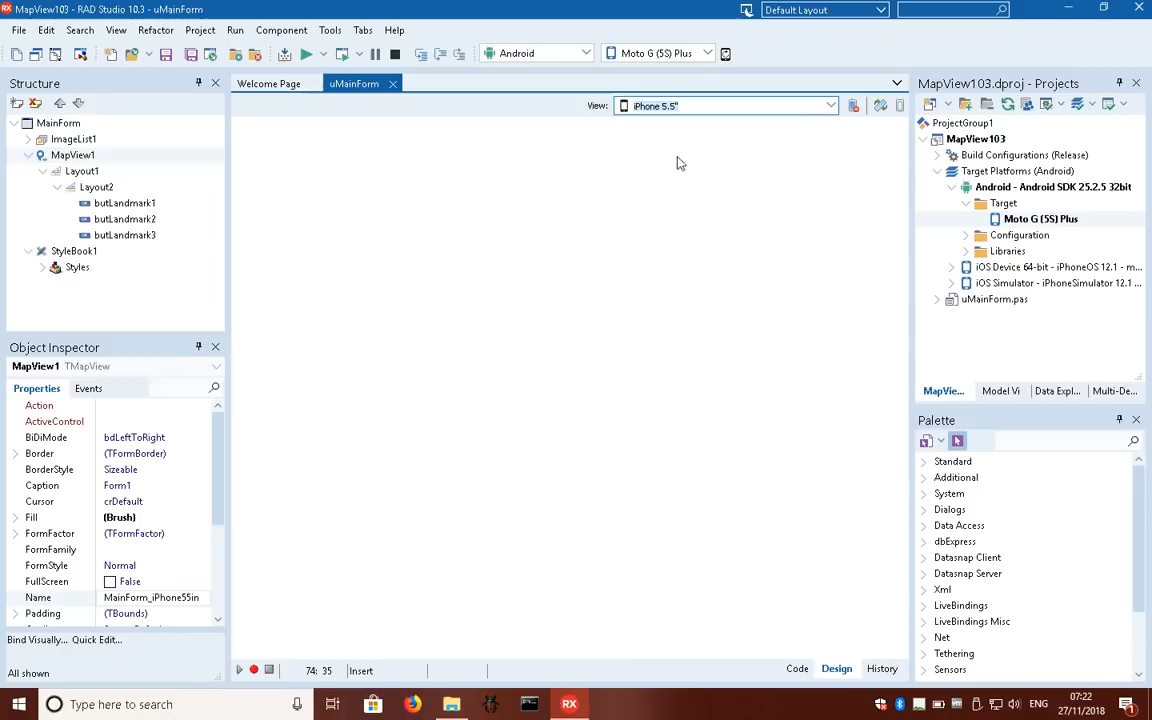 MapView103 - RAD Studio 10.3 - uMainForm
Default Layout
File Edit Search View Refactor Project Run Component Tools Tabs Help
Android
Moto G (5S) Plus
Structure
MainForm
ImageList1
MapView1
Layout1
Layout2
butLandmark1
butLandmark2
butLandmark3
StyleBook1
Styles
Object Inspector
MapView1 TMapView
Properties Events
Action
ActiveControl
BiDiMode bdLeftToRight
Border (TFormBorder)
BorderStyle Sizeable
Caption Form1
Cursor crDefault
Fill (Brush)
FormFactor (TFormFactor)
FormFamily
FormStyle Normal
FullScreen False
Name MainForm_iPhone55in
Padding (TBounds)
Bind Visually... Quick Edit...
All shown
Welcome Page uMainForm
View: iPhone 5.5"
74: 35 Insert
Code Design History
MapView103.dproj - Projects
ProjectGroup1
MapView103
Build Configurations (Release)
Target Platforms (Android)
Android - Android SDK 25.2.5 32bit
Target
Moto G (5S) Plus
Configuration
Libraries
iOS Device 64-bit - iPhoneOS 12.1 - m...
iOS Simulator - iPhoneSimulator 12.1 ...
uMainForm.pas
MapVie... Model Vi Data Expl... Multi-De...
Palette
Standard
Additional
System
Dialogs
Data Access
dbExpress
Datasnap Client
Datasnap Server
Xml
LiveBindings
LiveBindings Misc
Net
Tethering
Sensors
Type here to search
RX
ENG
07:22
27/11/2018